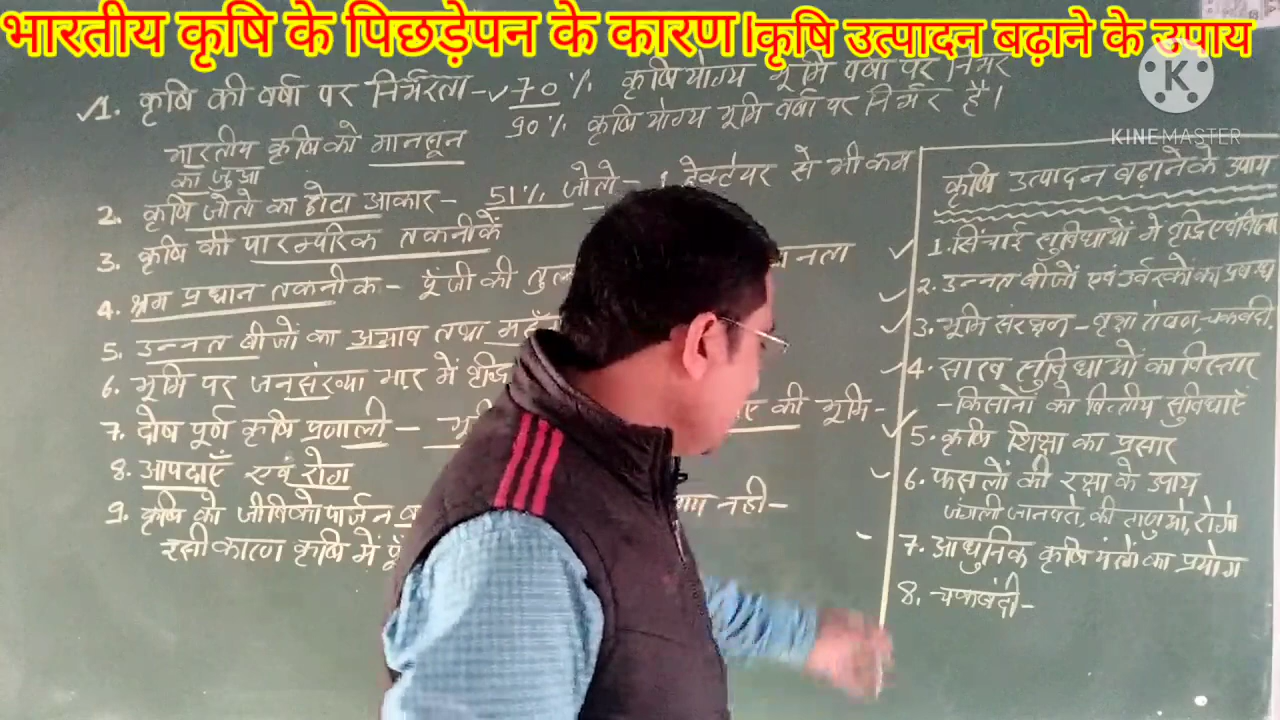 भारतीय कृषि के पिछड़ेपन के कारण।कृषि उत्पादन बढ़ाने के उपाय
KINEMASTER
1. कृषि की वर्षा पर निर्भरता - 70% कृषि योग्य भूमि वर्षा पर निर्भर
90% कृषि योग्य भूमि वर्षा पर निर्भर है।
भारतीय कृषि को मानसून
का जुआ
2. कृषि जोतो का छोटा आकार - 51% जोते - 1 हेक्टेयर से भी कम
3. कृषि की पारम्परिक तकनीकें
4. श्रम प्रधान तकनीक - पूँजी की
5. उन्नत बीजों का अभाव तथा
6. भूमि पर जनसंख्या भार में वृद्धि
7. दोष पूर्ण कृषि प्रणाली - की भूमि -
8. आपदाएँ एवं रोग
9. कृषि को जीविकोपार्जन नही -
इसी कारण कृषि में
कृषि उत्पादन बढ़ाने के उपाय
1. सिंचाई सुविधाओं में वृद्धि एवं
2. उन्नत बीजों एवं उर्वरकों का प्रबन्ध
3. भूमि संरक्षण - वृक्षा रोपण, चकबंदी,
4. साख सुविधाओं का विस्तार
- किसानों को वित्तीय सुविधाएँ
5. कृषि शिक्षा का प्रसार
6. फसलों की रक्षा के उपाय
जंगली जानवरो, कीटाणुओ, रोगो
7. आधुनिक कृषि यंत्रों का प्रयोग
8. चकबंदी -